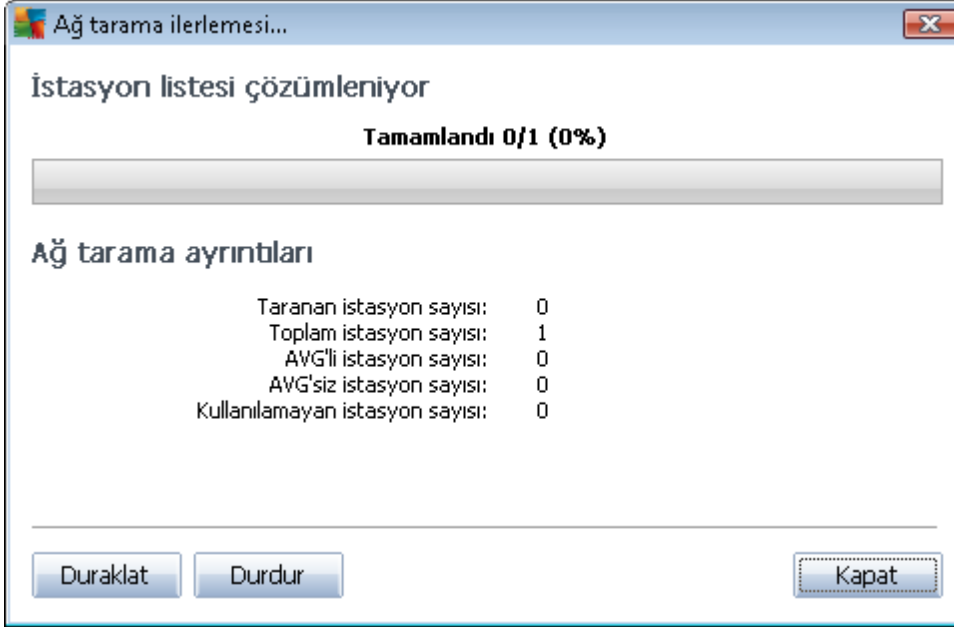 Ağ tarama ilerlemesi...
İstasyon listesi çözümleniyor
Tamamlandı 0/1 (0%)
Ağ tarama ayrıntıları
Taranan istasyon sayısı: 0
Toplam istasyon sayısı: 1
AVG'li istasyon sayısı: 0
AVG'siz istasyon sayısı: 0
Kullanılamayan istasyon sayısı: 0
Duraklat Durdur Kapat